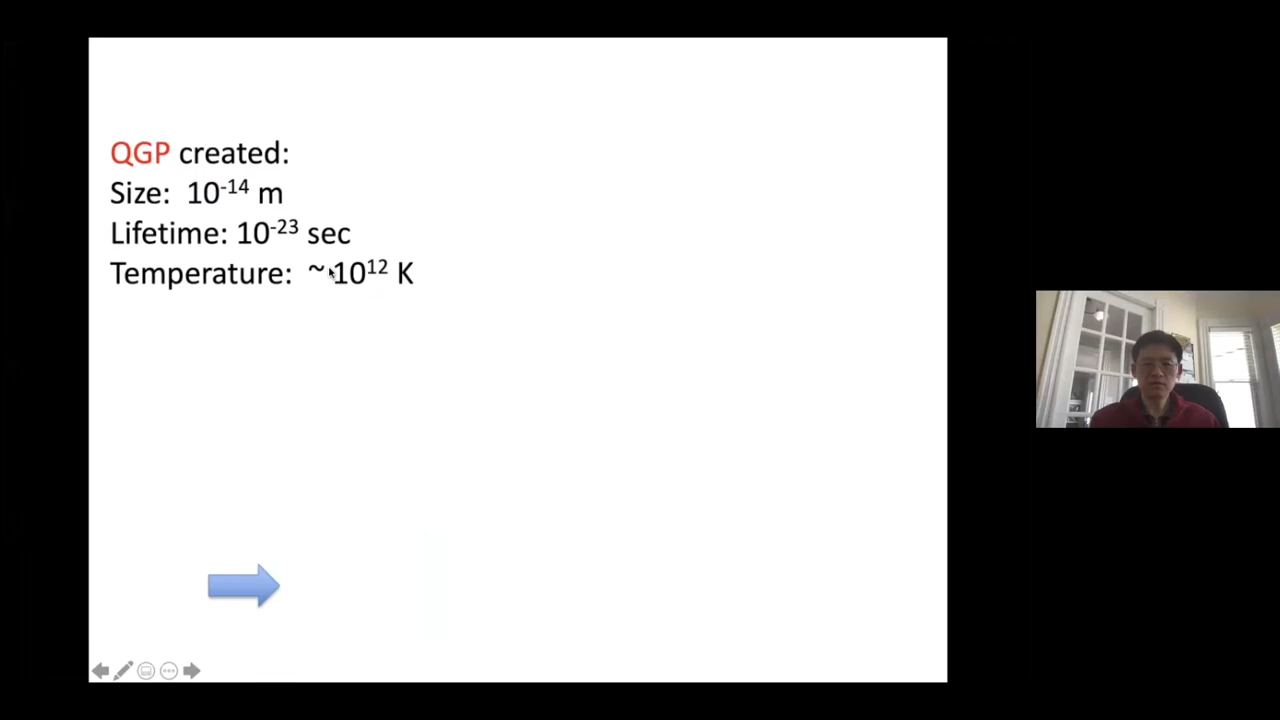 QGP created:
Size: 10⁻¹⁴ m
Lifetime: 10⁻²³ sec
Temperature: ~ 10¹² K